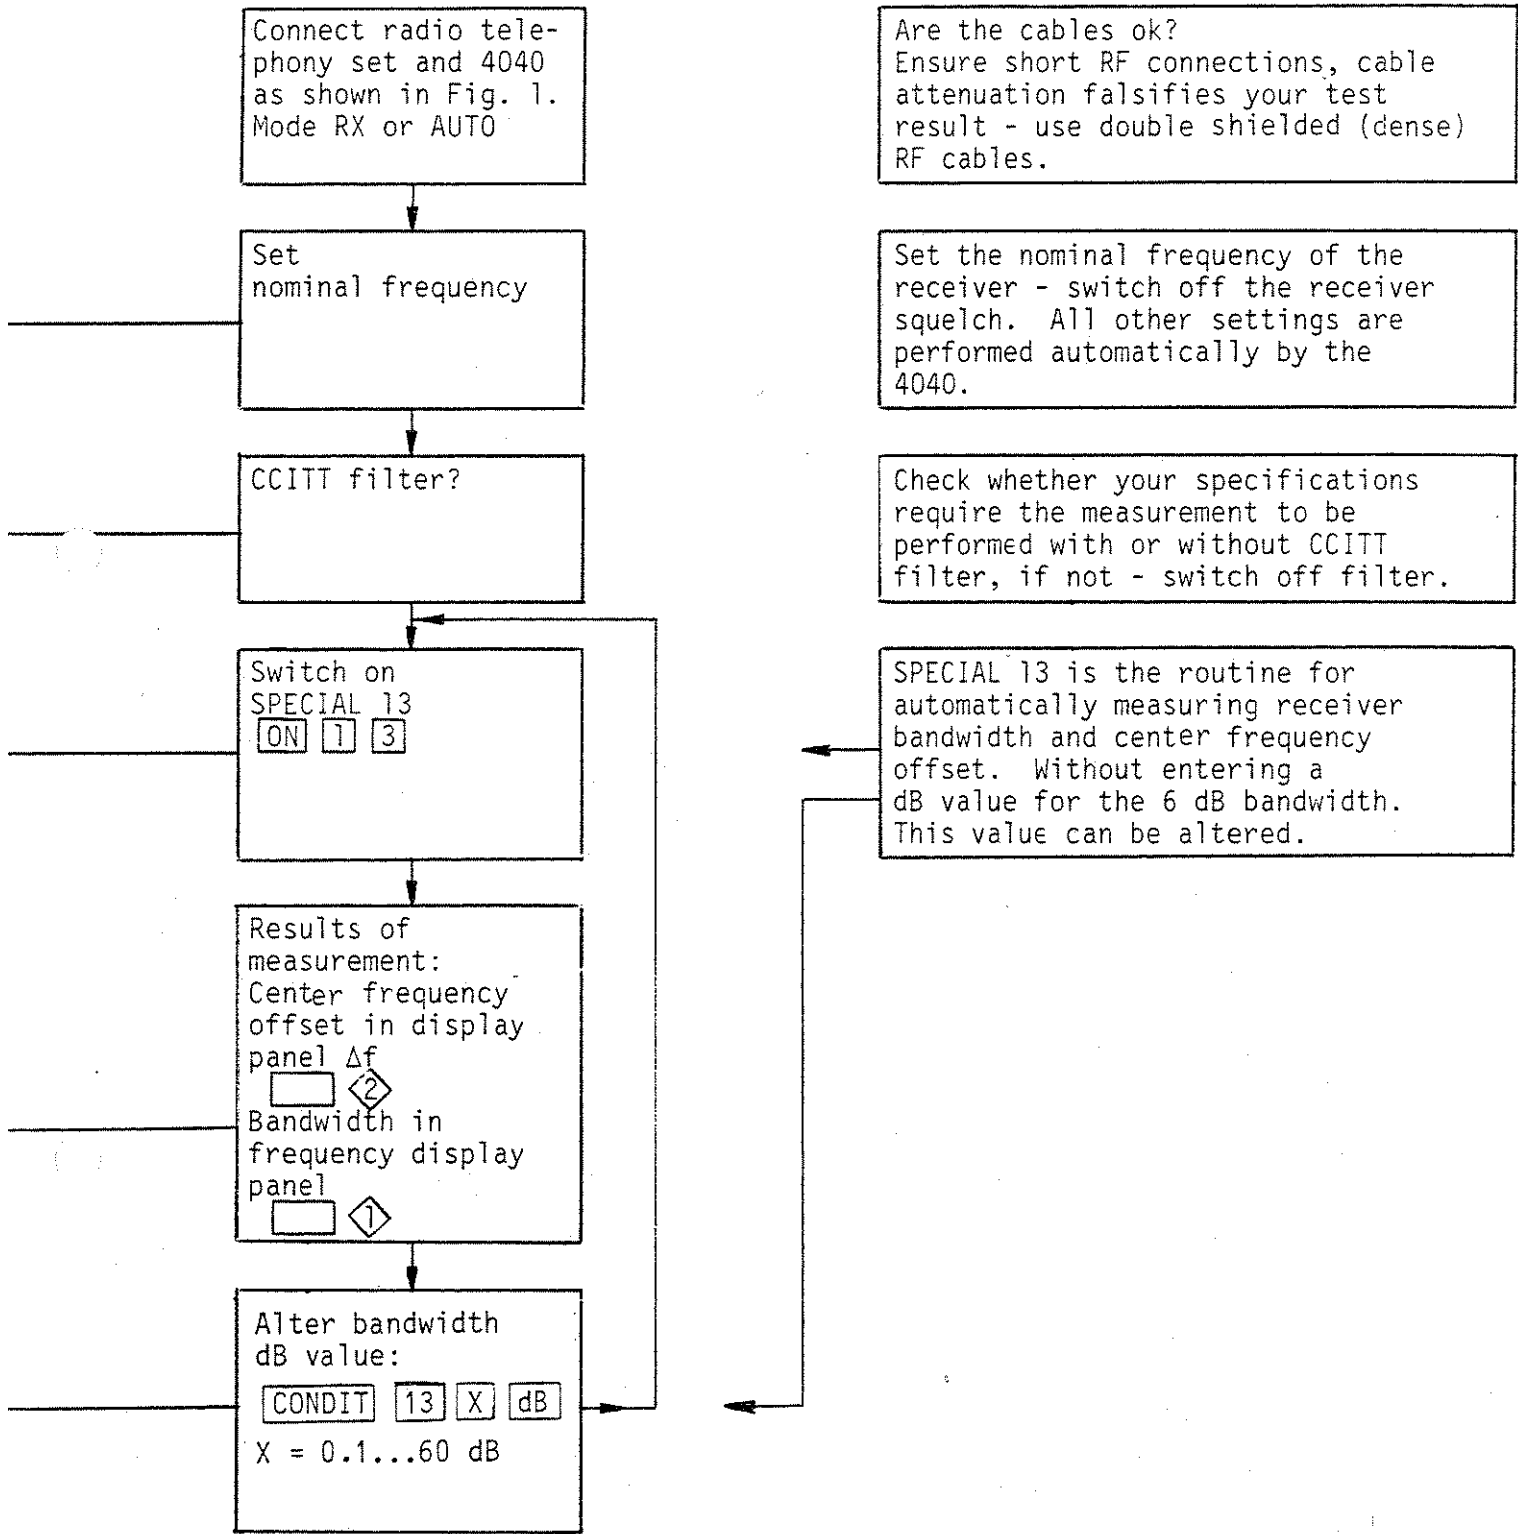 Connect radio tele-
phony set and 4040
as shown in Fig. 1.
Mode RX or AUTO
Are the cables ok?
Ensure short RF connections, cable
attenuation falsifies your test
result - use double shielded (dense)
RF cables.
Set
nominal frequency
Set the nominal frequency of the
receiver - switch off the receiver
squelch. All other settings are
performed automatically by the
4040.
CCITT filter?
Check whether your specifications
require the measurement to be
performed with or without CCITT
filter, if not - switch off filter.
Switch on
SPECIAL 13
ON 1 3
SPECIAL 13 is the routine for
automatically measuring receiver
bandwidth and center frequency
offset. Without entering a
dB value for the 6 dB bandwidth.
This value can be altered.
Results of
measurement:
Center frequency
offset in display
panel Δf
2
Bandwidth in
frequency display
panel
1
Alter bandwidth
dB value:
CONDIT 13 X dB
X = 0.1...60 dB